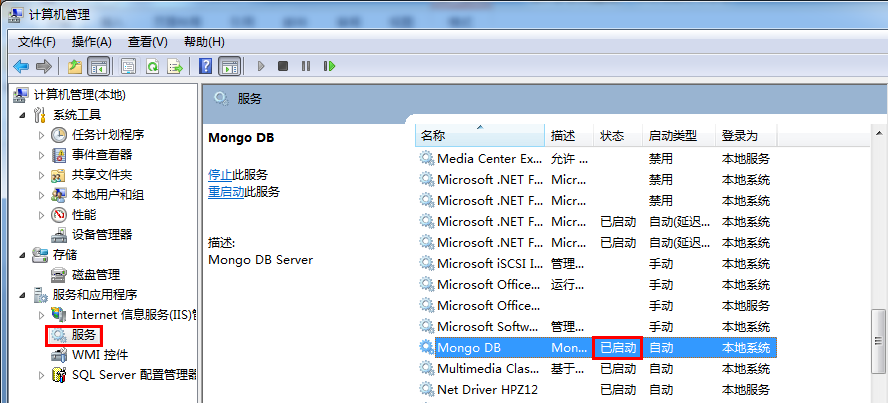 计算机管理
文件(F) 操作(A) 查看(V) 帮助(H)
计算机管理(本地)
系统工具
任务计划程序
事件查看器
共享文件夹
本地用户和组
性能
设备管理器
存储
磁盘管理
服务和应用程序
Internet 信息服务(IIS)
服务
WMI 控件
SQL Server 配置管理器
服务
Mongo DB
停止此服务
重启动此服务
描述:
Mongo DB Server
名称 描述 状态 启动类型 登录为
Media Center Ex... 允许 ... 禁用 本地服务
Microsoft .NET F... Micr... 禁用 本地系统
Microsoft .NET F... Micr... 禁用 本地系统
Microsoft .NET F... Micr... 已启动 自动(延迟... 本地系统
Microsoft .NET F... Micr... 已启动 自动(延迟... 本地系统
Microsoft iSCSI I... 管理... 手动 本地系统
Microsoft Office... 运行... 手动 本地系统
Microsoft Office... 手动 本地系统
Microsoft Softw... 管理... 手动 本地系统
Mongo DB Mon... 已启动 自动 本地系统
Multimedia Clas... 基于... 已启动 自动 本地系统
Net Driver HPZ12 已启动 自动 本地服务